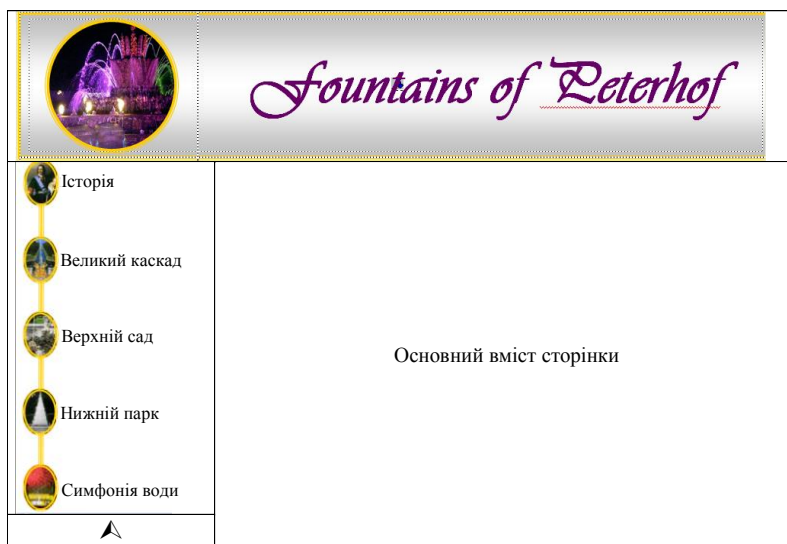 Fountains of Peterhof
Історія
Великий каскад
Верхній сад
Основний вміст сторінки
Нижній парк
Симфонія води